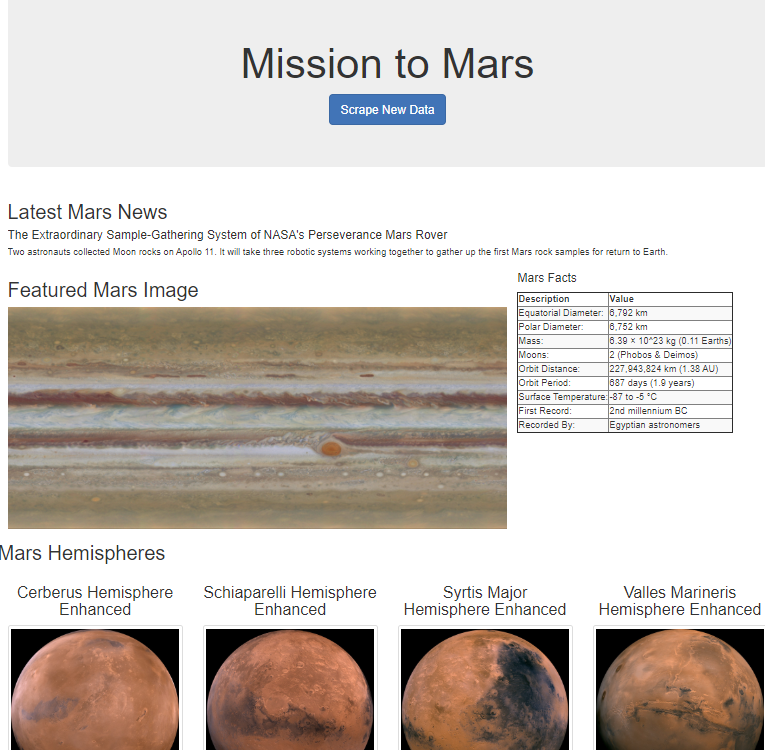 Mission to Mars
Scrape New Data
Latest Mars News
The Extraordinary Sample-Gathering System of NASA's Perseverance Mars Rover
Two astronauts collected Moon rocks on Apollo 11. It will take three robotic systems working together to gather up the first Mars rock samples for return to Earth.
Featured Mars Image
Mars Facts
Description Value
Equatorial Diameter: 6,792 km
Polar Diameter: 6,752 km
Mass: 6.39 × 10^23 kg (0.11 Earths)
Moons: 2 (Phobos & Deimos)
Orbit Distance: 227,943,824 km (1.38 AU)
Orbit Period: 687 days (1.9 years)
Surface Temperature: -87 to -5 °C
First Record: 2nd millennium BC
Recorded By: Egyptian astronomers
Mars Hemispheres
Cerberus Hemisphere
Enhanced
Schiaparelli Hemisphere
Enhanced
Syrtis Major
Hemisphere Enhanced
Valles Marineris
Hemisphere Enhanced